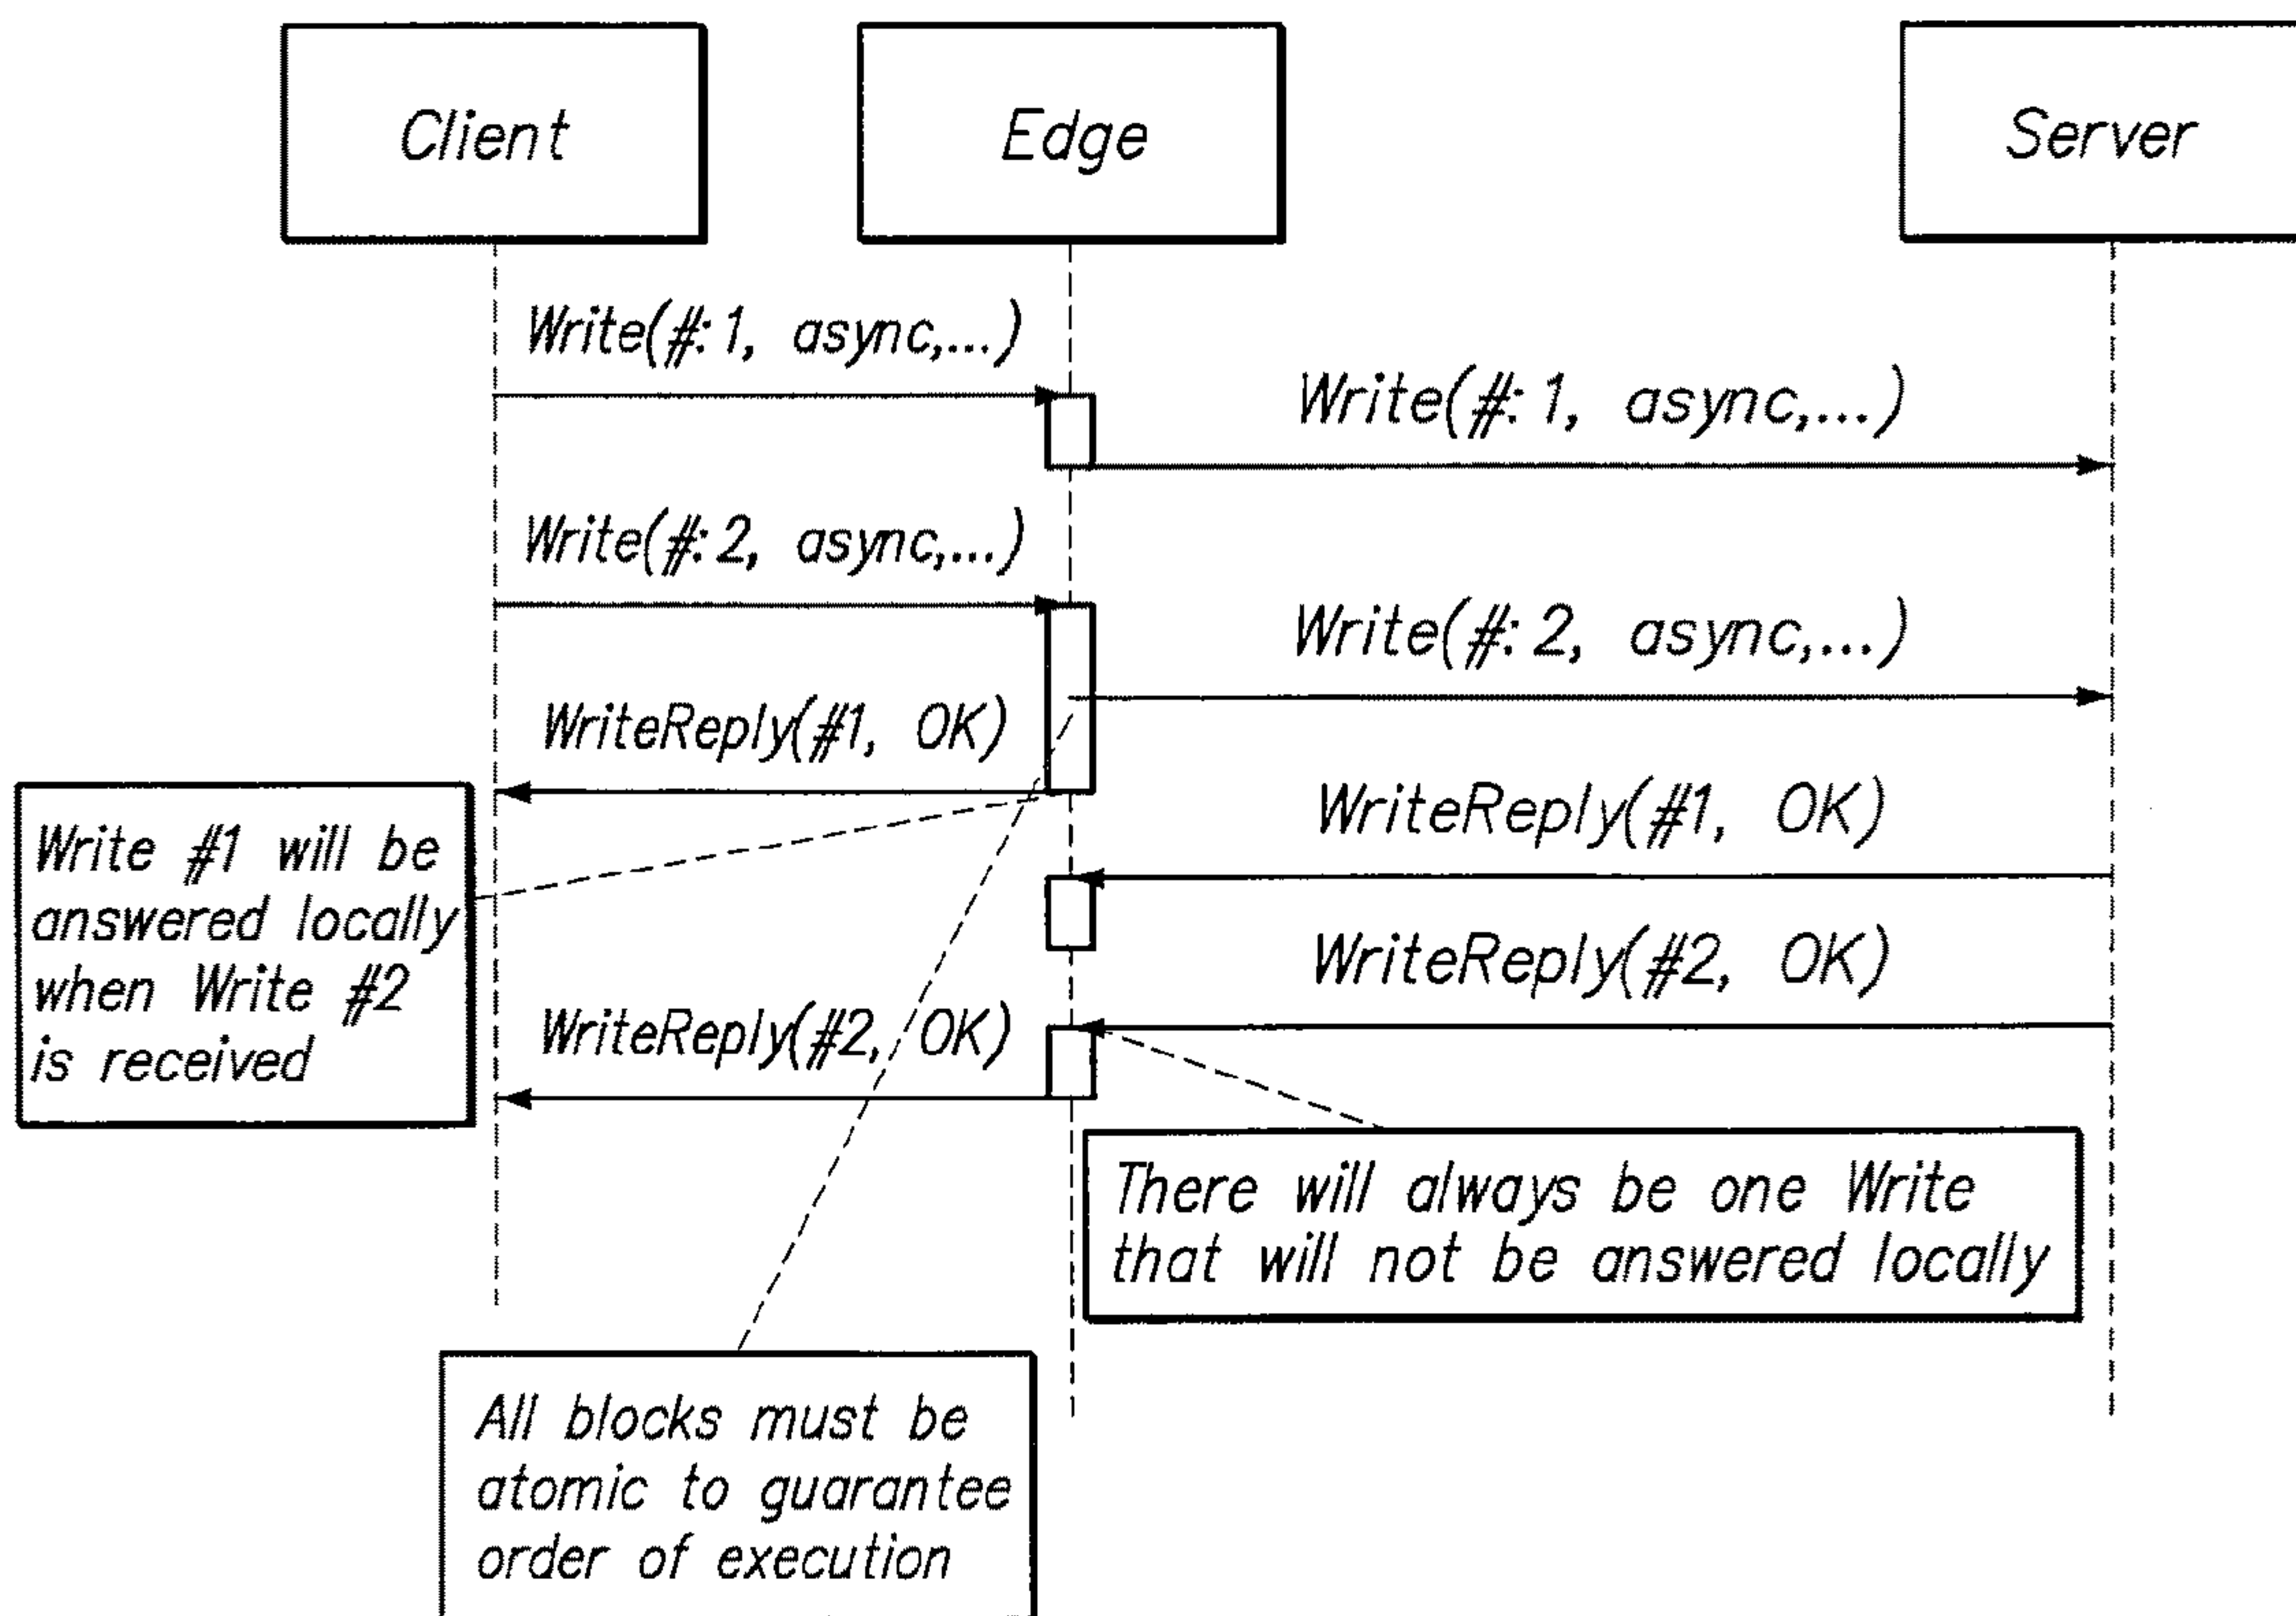 Client
Edge
Server
Write(#:1, async,...)
Write(#:1, async,...)
Write(#:2, async,...)
Write(#:2, async,...)
WriteReply(#1, OK)
WriteReply(#1, OK)
Write #1 will be
answered locally
when Write #2
is received
WriteReply(#2, OK)
WriteReply(#2, OK)
There will always be one Write
that will not be answered locally
All blocks must be
atomic to guarantee
order of execution